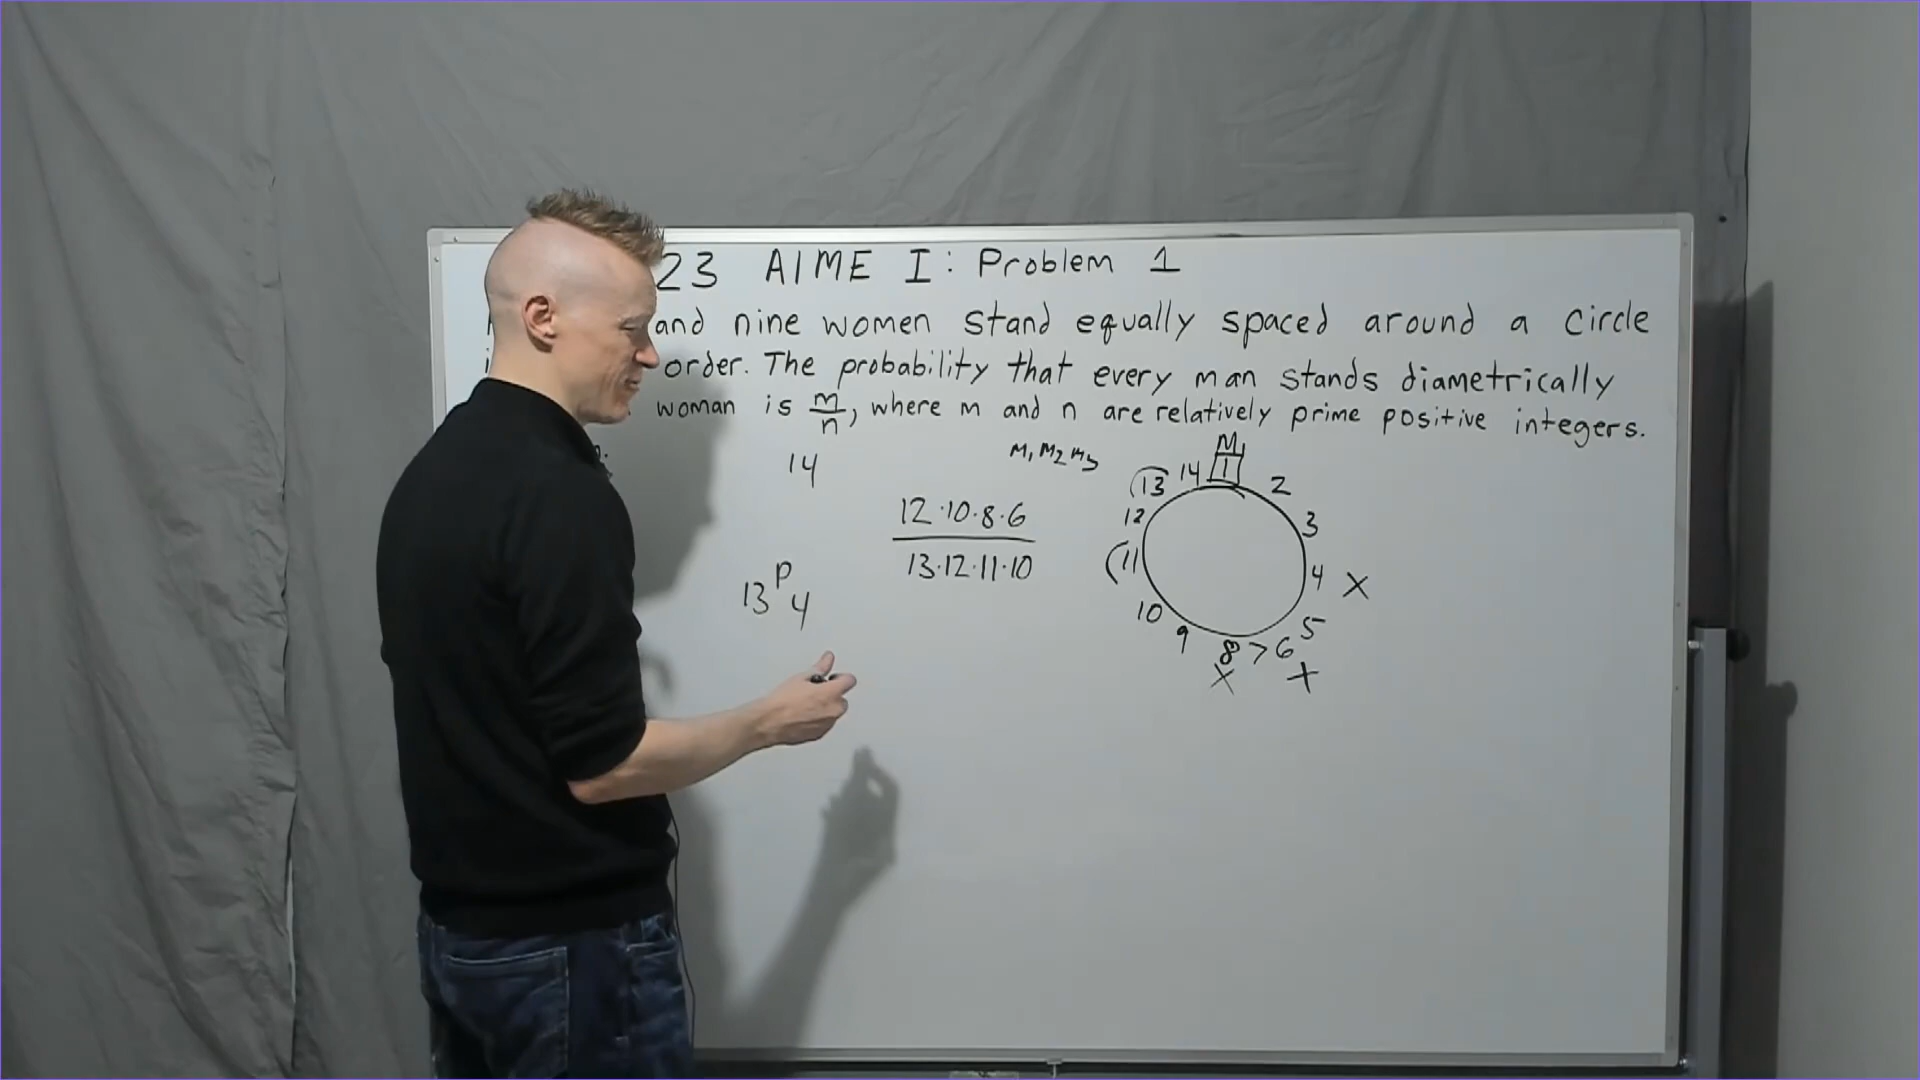 23 AIME I: Problem 1
and nine women stand equally spaced around a circle
order. The probability that every man stands diametrically
woman is m/n, where m and n are relatively prime positive integers.
n.
14
M1 M2 M3
M
1
2
3
4 X
5
6
X
7
8
X
9
10
11
12
13
14
12·10·8·6
13·12·11·10
13P4